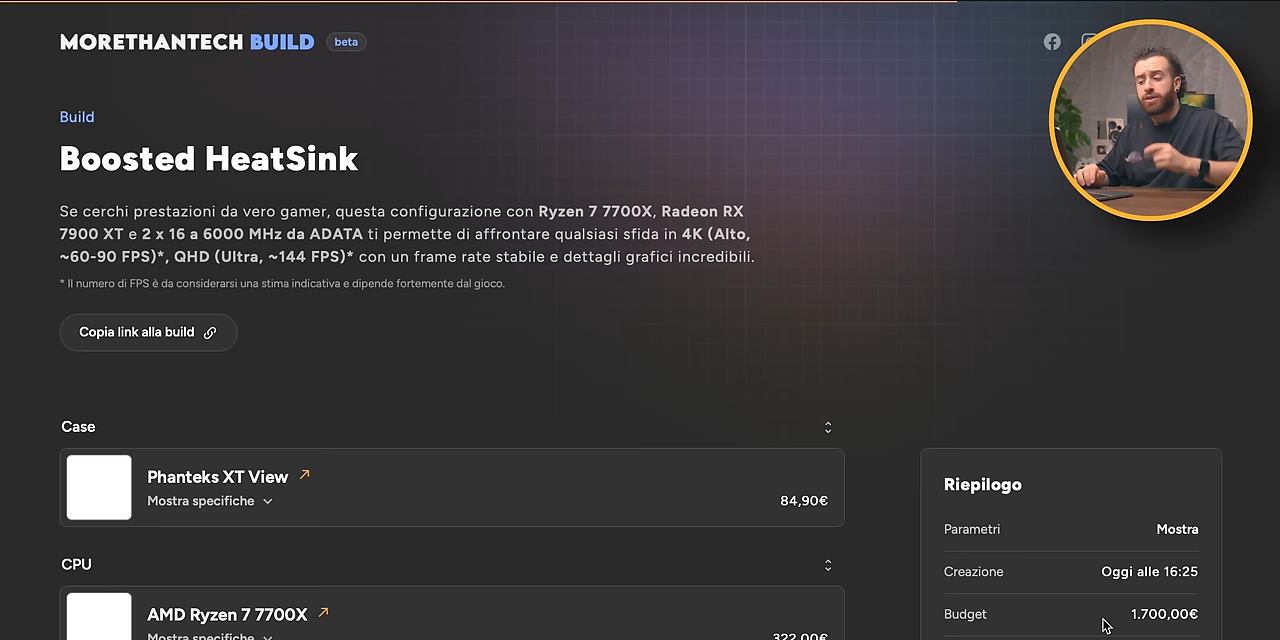 MORETHANTECH BUILD beta
Build
Boosted HeatSink
Se cerchi prestazioni da vero gamer, questa configurazione con Ryzen 7 7700X, Radeon RX
7900 XT e 2 x 16 a 6000 MHz da ADATA ti permette di affrontare qualsiasi sfida in 4K (Alto,
~60-90 FPS)*, QHD (Ultra, ~144 FPS)* con un frame rate stabile e dettagli grafici incredibili.
* Il numero di FPS è da considerarsi una stima indicativa e dipende fortemente dal gioco.
Copia link alla build
Case
Phanteks XT View
Mostra specifiche
84,90€
CPU
AMD Ryzen 7 7700X
Mostra specifiche
322,00€
Riepilogo
Parametri Mostra
Creazione Oggi alle 16:25
Budget 1.700,00€